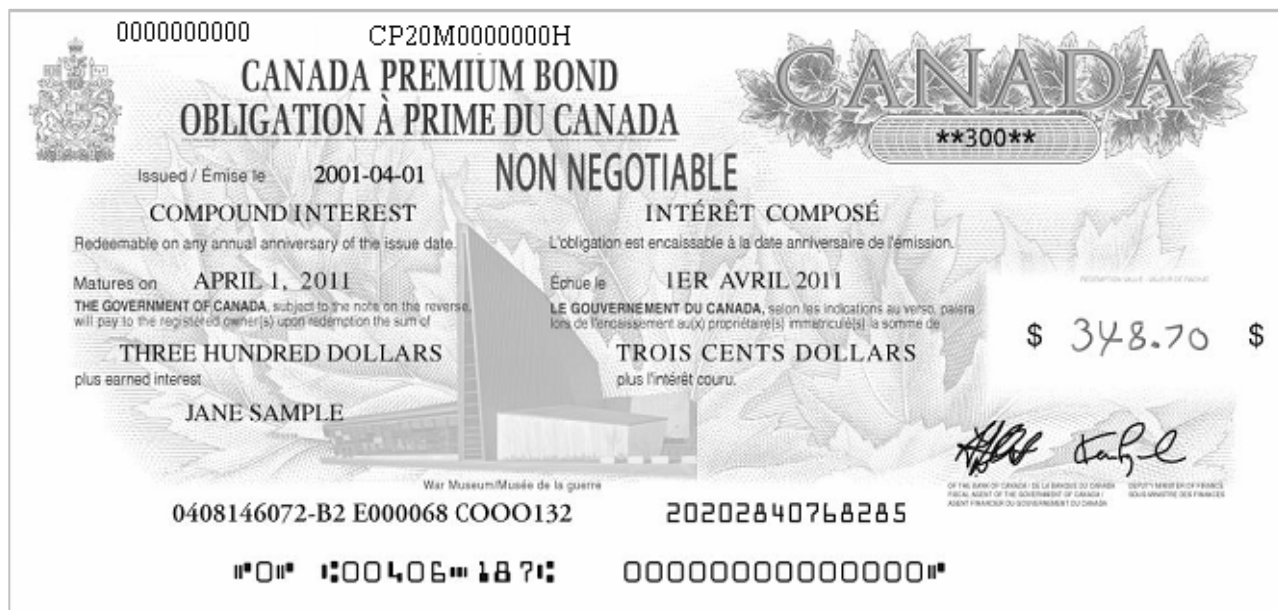 0000000000 CP20M0000000H
CANADA PREMIUM BOND
OBLIGATION À PRIME DU CANADA
CANADA
**300**
Issued / Émise le 2001-04-01 NON NEGOTIABLE
COMPOUND INTEREST INTÉRÊT COMPOSÉ
Redeemable on any annual anniversary of the issue date. L'obligation est encaissable à la date anniversaire de l'émission.
Matures on APRIL 1, 2011 Échue le 1ER AVRIL 2011
REDEMPTION VALUE - VALEUR DE RACHAT
THE GOVERNMENT OF CANADA, subject to the note on the reverse, LE GOUVERNEMENT DU CANADA, selon les indications au verso, paiera
will pay to the registered owner(s) upon redemption the sum of lors de l'encaissement au(x) propriétaire(s) immatriculé(s) la somme de
$ 348.70 $
THREE HUNDRED DOLLARS TROIS CENTS DOLLARS
plus earned interest plus l'intérêt couru.
JANE SAMPLE
War Museum/Musée de la guerre
OF THE BANK OF CANADA / DE LA BANQUE DU CANADA DEPUTY MINISTER OF FINANCE
FISCAL AGENT OF THE GOVERNMENT OF CANADA / SOUS-MINISTRE DES FINANCES
AGENT FINANCIER DU GOUVERNEMENT DU CANADA
0408146072-B2 E000068 COOO132 20202840768285
0 00406 187 00000000000000